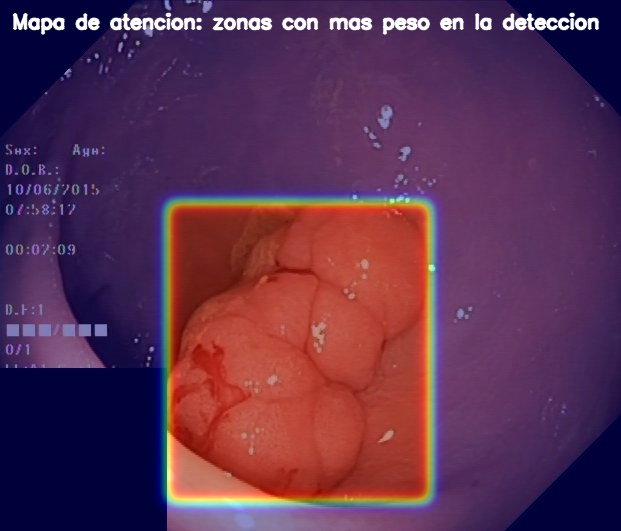 Mapa de atencion: zonas con mas peso en la deteccion
Sex: Age:
D.O.B.:
10/06/2015
07:58:17
00:02:09
D.F:1
■■■/■■■
0/1